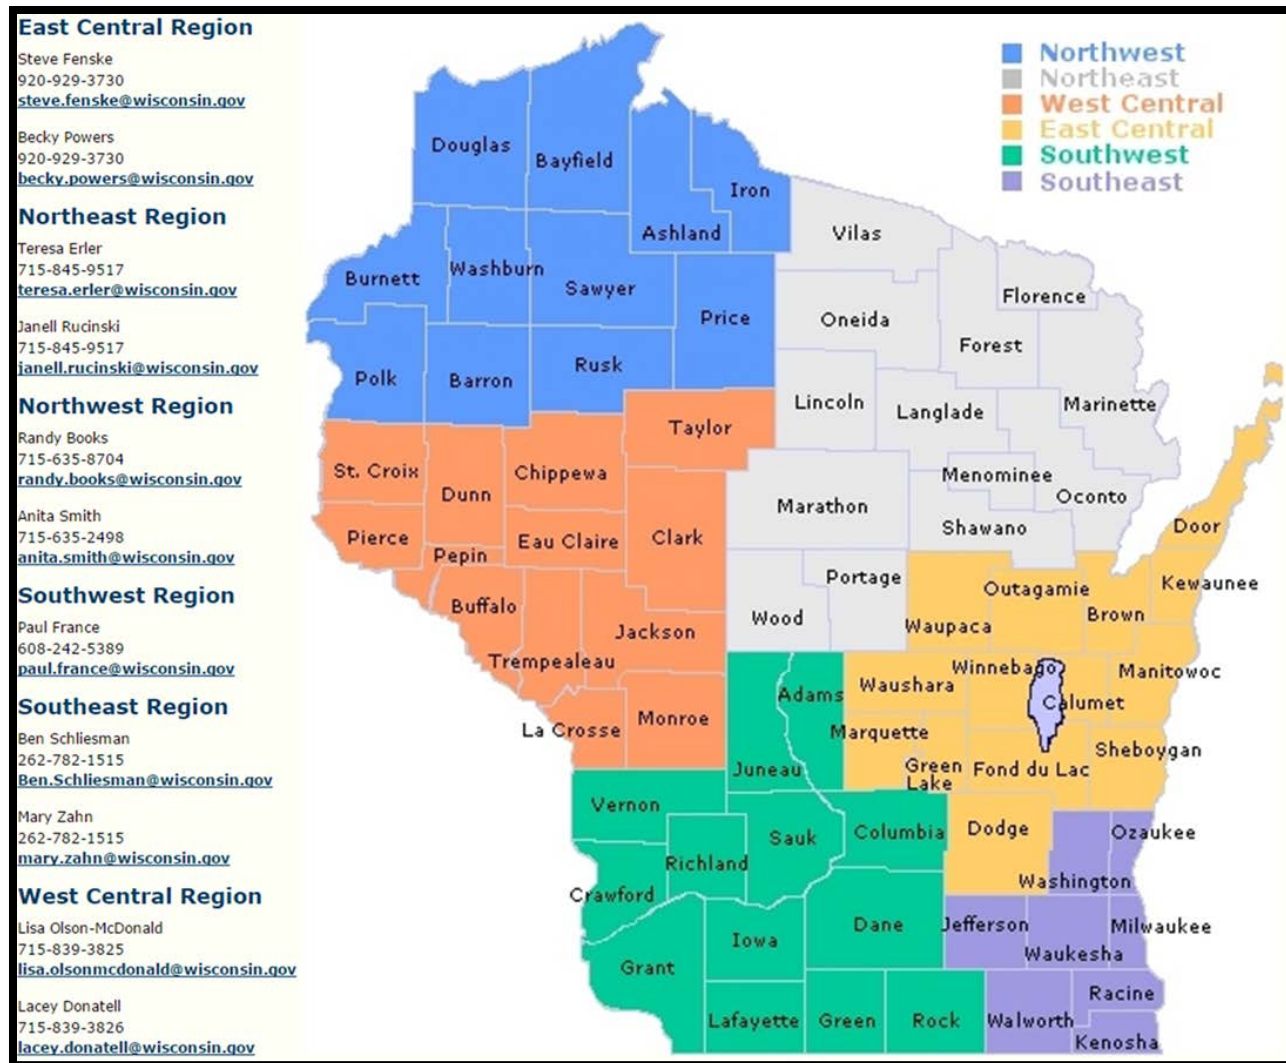 East Central Region
Steve Fenske
920-929-3730
steve.fenske@wisconsin.gov
Becky Powers
920-929-3730
becky.powers@wisconsin.gov
Northeast Region
Teresa Erler
715-845-9517
teresa.erler@wisconsin.gov
Janell Rucinski
715-845-9517
janell.rucinski@wisconsin.gov
Northwest Region
Randy Books
715-635-8704
randy.books@wisconsin.gov
Anita Smith
715-635-2498
anita.smith@wisconsin.gov
Southwest Region
Paul France
608-242-5389
paul.france@wisconsin.gov
Southeast Region
Ben Schliesman
262-782-1515
Ben.Schliesman@wisconsin.gov
Mary Zahn
262-782-1515
mary.zahn@wisconsin.gov
West Central Region
Lisa Olson-McDonald
715-839-3825
lisa.olsonmcdonald@wisconsin.gov
Lacey Donatell
715-839-3826
lacey.donatell@wisconsin.gov
Northwest
Northeast
West Central
East Central
Southwest
Southeast
Douglas
Bayfield
Iron
Ashland
Vilas
Burnett
Washburn
Sawyer
Price
Florence
Oneida
Forest
Polk
Barron
Rusk
Lincoln
Langlade
Marinette
Taylor
St. Croix
Dunn
Chippewa
Menominee
Oconto
Marathon
Shawano
Door
Pierce
Pepin
Eau Claire
Clark
Portage
Outagamie
Kewaunee
Buffalo
Jackson
Wood
Waupaca
Brown
Trempealeau
Winnebago
Manitowoc
Adams
Waushara
Calumet
La Crosse
Monroe
Marquette
Sheboygan
Juneau
Green
Lake
Fond du Lac
Vernon
Sauk
Columbia
Dodge
Ozaukee
Richland
Washington
Crawford
Iowa
Dane
Jefferson
Milwaukee
Waukesha
Grant
Racine
Lafayette
Green
Rock
Walworth
Kenosha